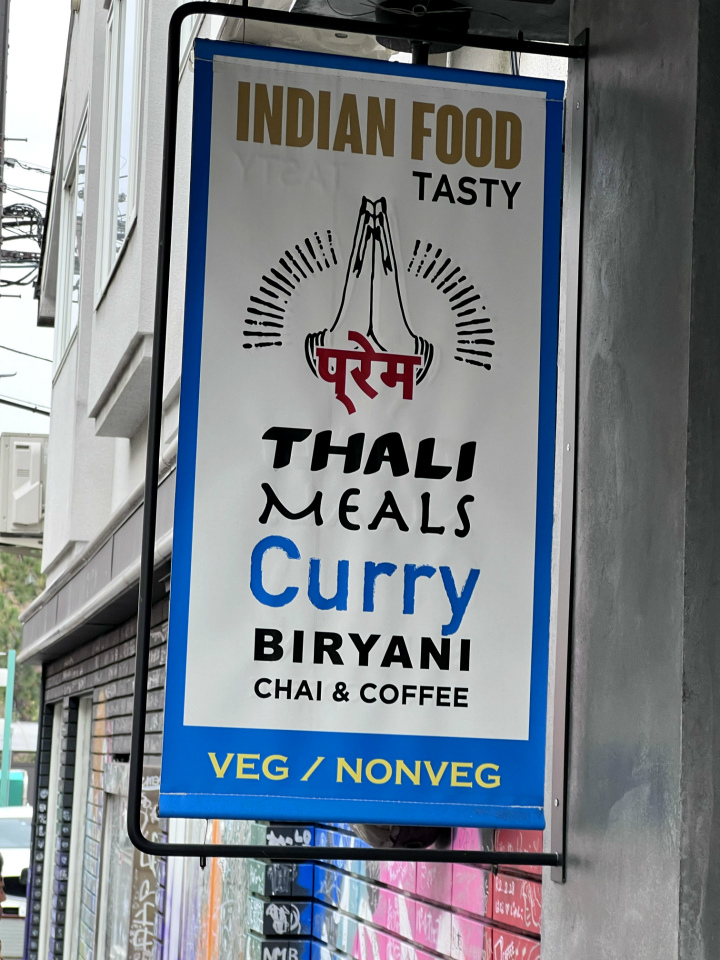 INDIAN FOOD
TASTY
प्‌रेम
THALI
MEALS
Curry
BIRYANI
CHAI & COFFEE
VEG / NONVEG